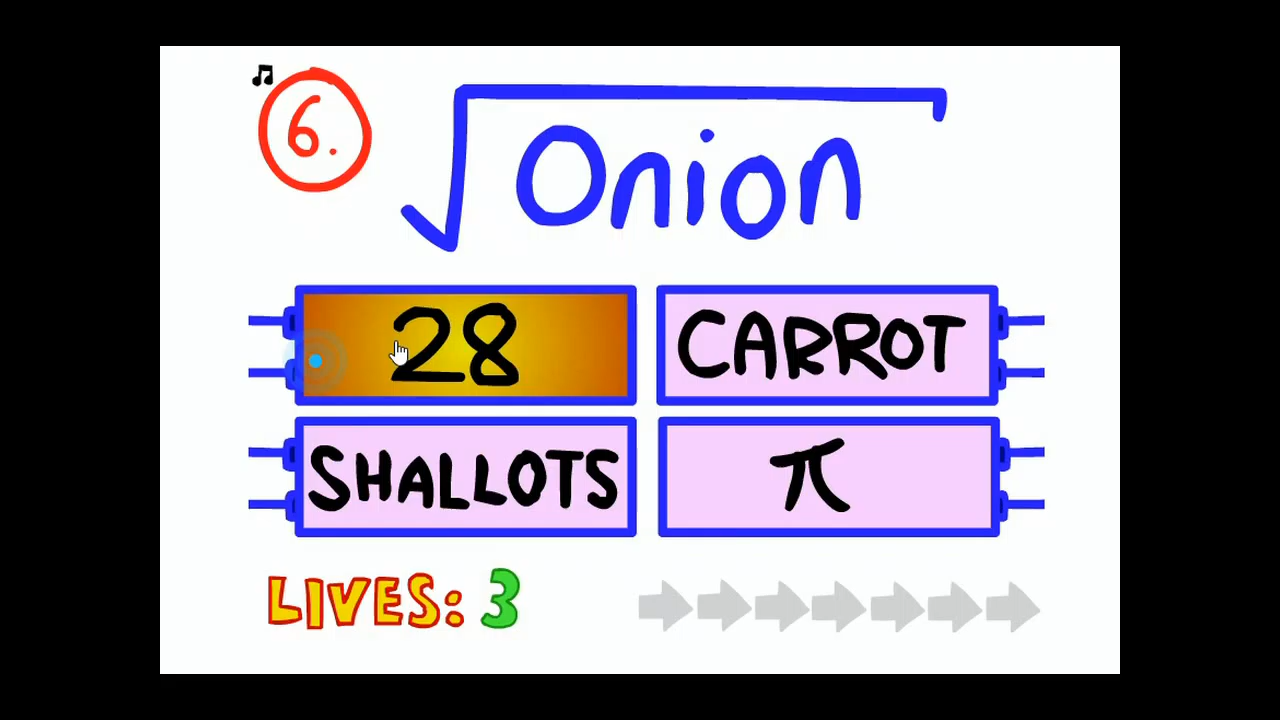 6.
√Onion
28
CARROT
SHALLOTS
π
LIVES: 3